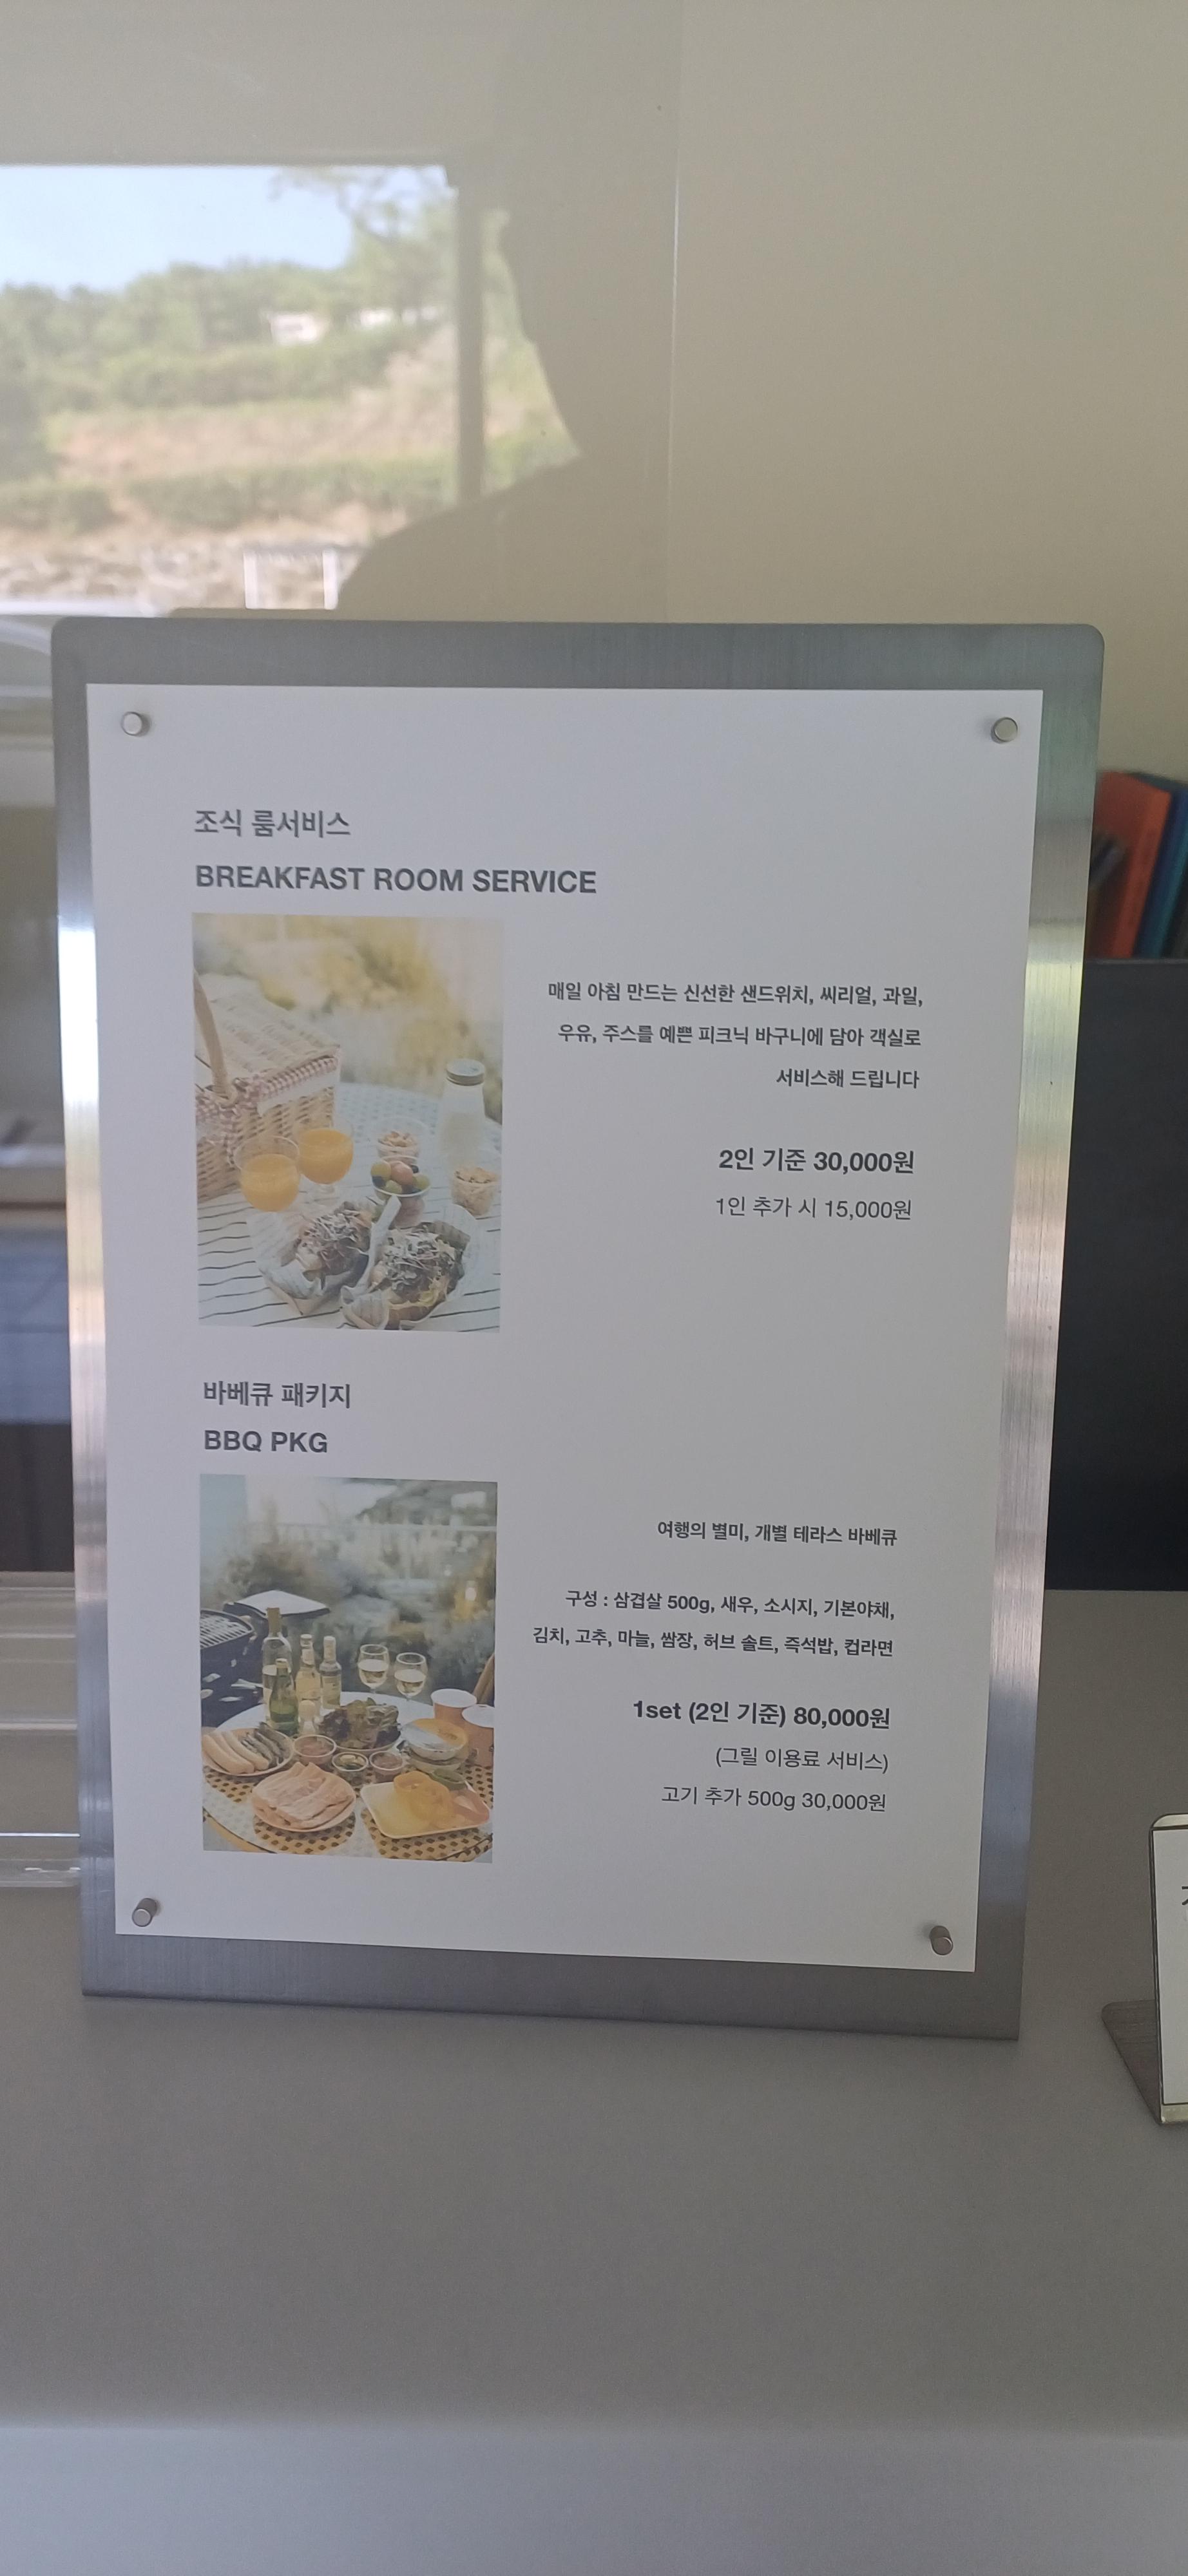 조식 룸서비스
BREAKFAST ROOM SERVICE
매일 아침 만드는 신선한 샌드위치, 씨리얼, 과일,
우유, 주스를 예쁜 피크닉 바구니에 담아 객실로
서비스해 드립니다
2인 기준 30,000원
1인 추가 시 15,000원
바베큐 패키지
BBQ PKG
여행의 별미, 개별 테라스 바베큐
구성 : 삼겹살 500g, 새우, 소시지, 기본야채,
김치, 고추, 마늘, 쌈장, 허브 솔트, 즉석밥, 컵라면
1set (2인 기준) 80,000원
(그릴 이용료 서비스)
고기 추가 500g 30,000원